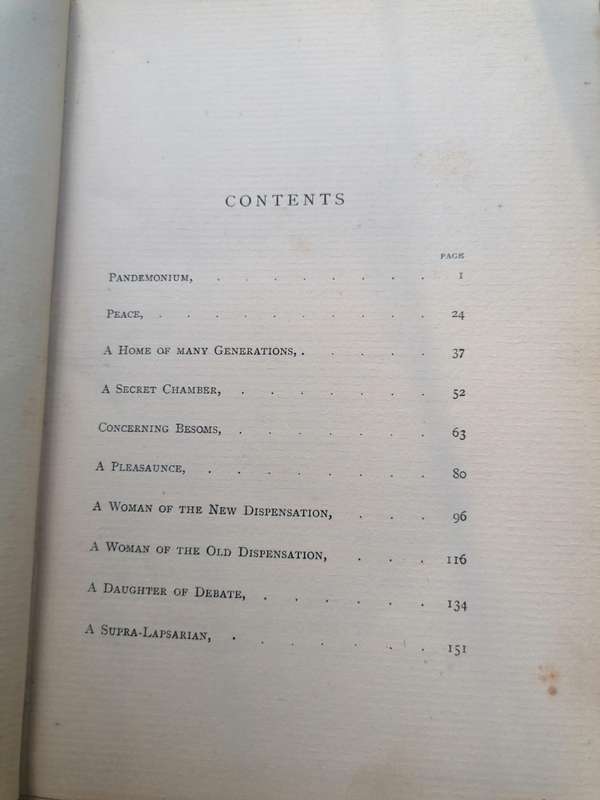 CONTENTS
PAGE
PANDEMONIUM, . . . . . . . 1
PEACE, . . . . . . . . 24
A HOME OF MANY GENERATIONS, . . . . . 37
A SECRET CHAMBER, . . . . . . 52
CONCERNING BESOMS, . . . . . . 63
A PLEASAUNCE, . . . . . . . 80
A WOMAN OF THE NEW DISPENSATION, . . . 96
A WOMAN OF THE OLD DISPENSATION, . . . 116
A DAUGHTER OF DEBATE, . . . . . . 134
A SUPRA-LAPSARIAN, . . . . . . . 151